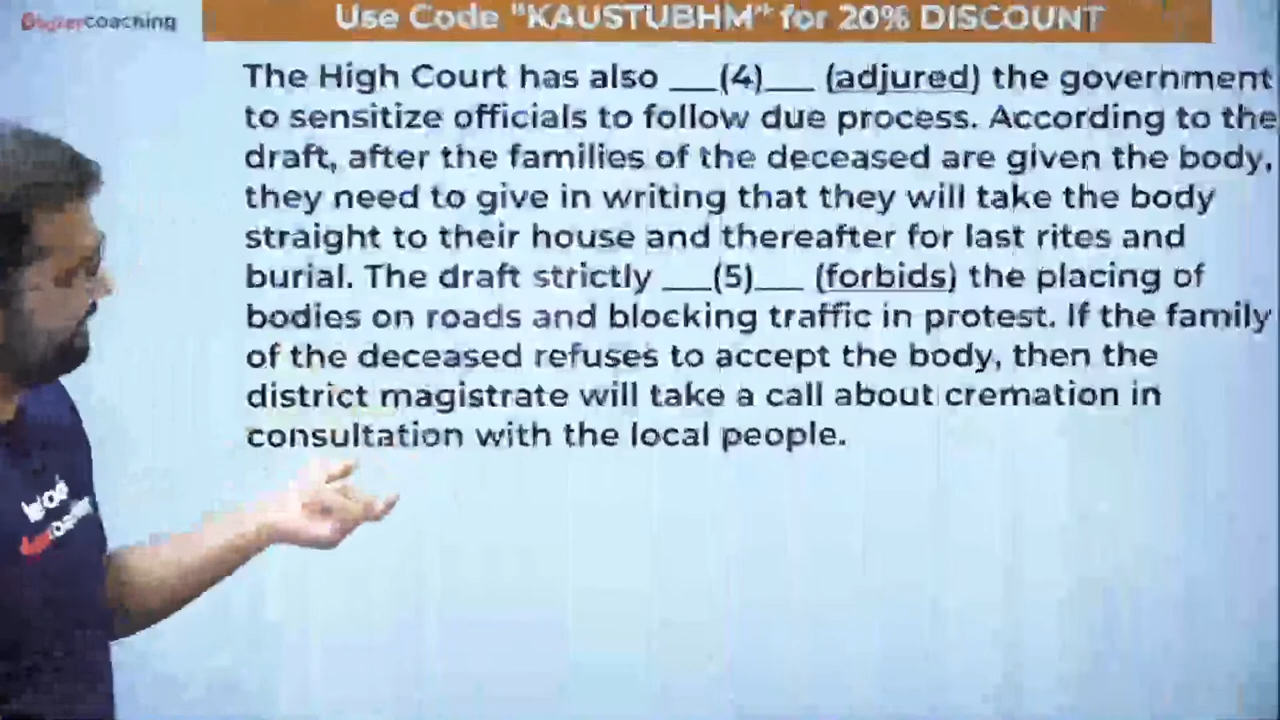 coaching
Use Code "KAUSTUBHM" for 20% DISCOUNT
The High Court has also ___(4)___ (adjured) the government
to sensitize officials to follow due process. According to the
draft, after the families of the deceased are given the body,
they need to give in writing that they will take the body
straight to their house and thereafter for last rites and
burial. The draft strictly ___(5)___ (forbids) the placing of
bodies on roads and blocking traffic in protest. If the family
of the deceased refuses to accept the body, then the
district magistrate will take a call about cremation in
consultation with the local people.